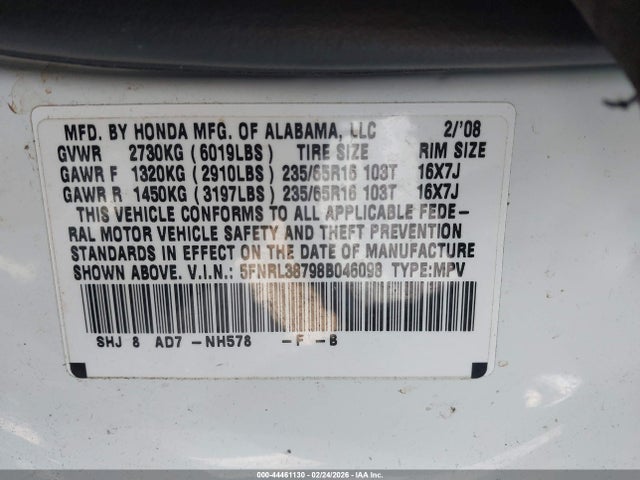 MFD. BY HONDA MFG. OF ALABAMA, LLC 2/'08
GVWR 2730KG (6019LBS) TIRE SIZE RIM SIZE
GAWR F 1320KG (2910LBS) 235/65R16 103T 16X7J
GAWR R 1450KG (3197LBS) 235/65R16 103T 16X7J
THIS VEHICLE CONFORMS TO ALL APPLICABLE FEDE-
RAL MOTOR VEHICLE SAFETY AND THEFT PREVENTION
STANDARDS IN EFFECT ON THE DATE OF MANUFACTURE
SHOWN ABOVE. V.I.N.: 5FNRL38798B046098 TYPE:MPV
SHJ 8 AD7 -NH578 -F -B
000-44461130 - 02/24/2026 - IAAI Copyright